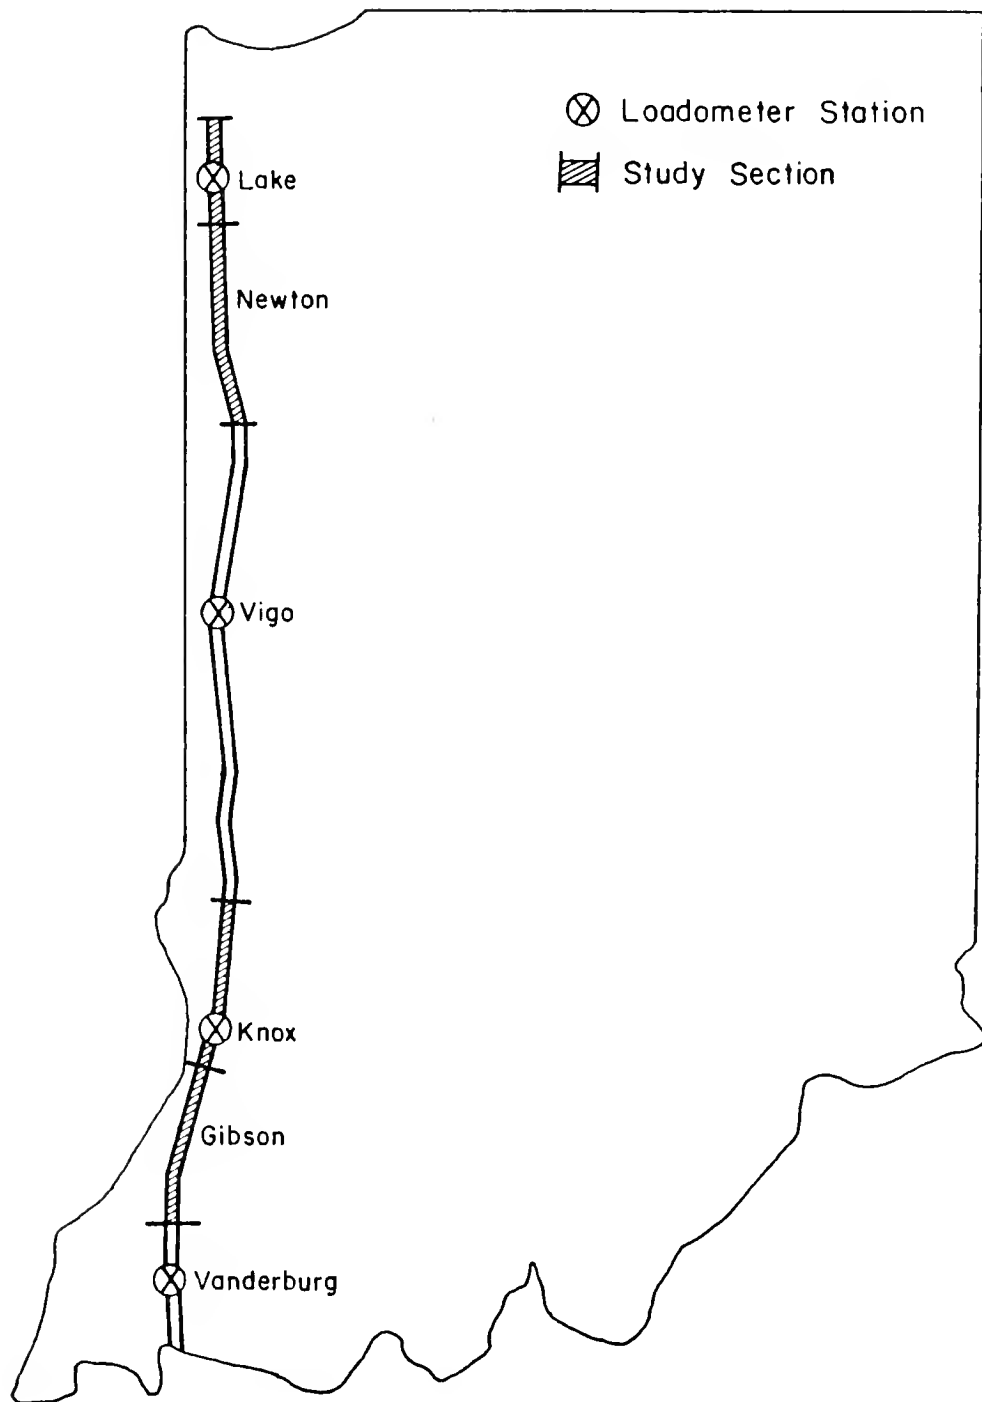 Loadometer Station
Study Section
Lake
Newton
Vigo
Knox
Gibson
Vanderburg